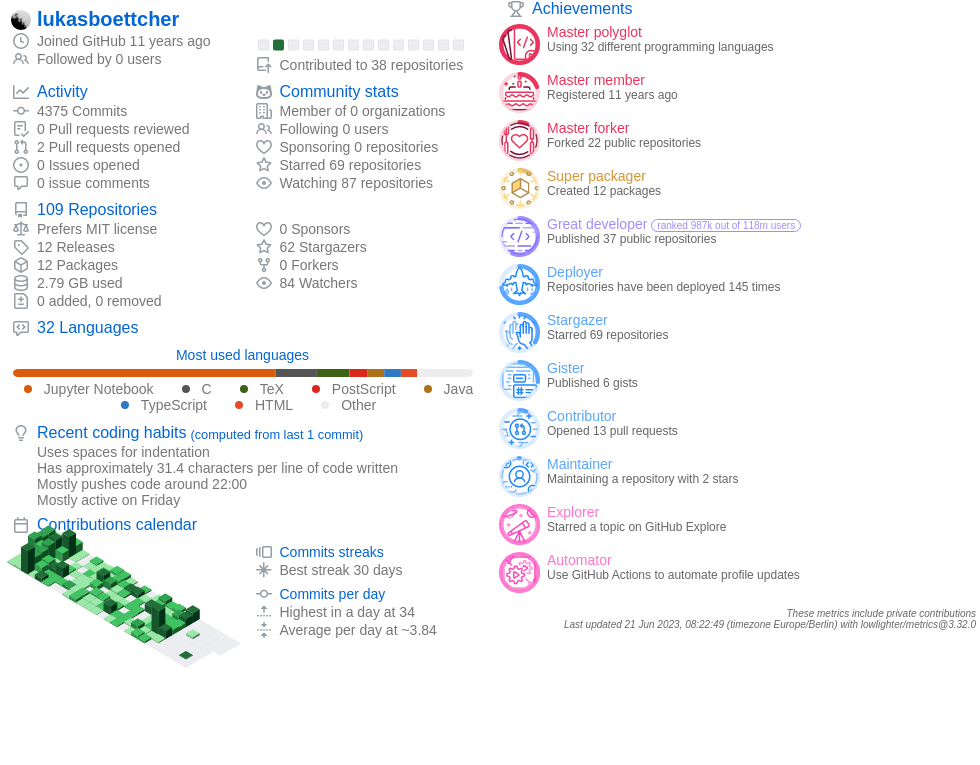 lukasboettcher
Joined GitHub 11 years ago
Followed by 0 users
Contributed to 38 repositories
Activity
4375 Commits
0 Pull requests reviewed
2 Pull requests opened
0 Issues opened
0 issue comments
Community stats
Member of 0 organizations
Following 0 users
Sponsoring 0 repositories
Starred 69 repositories
Watching 87 repositories
109 Repositories
Prefers MIT license
12 Releases
12 Packages
2.79 GB used
0 added, 0 removed
0 Sponsors
62 Stargazers
0 Forkers
84 Watchers
32 Languages
Most used languages
Jupyter Notebook C TeX PostScript Java
TypeScript HTML Other
Recent coding habits (computed from last 1 commit)
Uses spaces for indentation
Has approximately 31.4 characters per line of code written
Mostly pushes code around 22:00
Mostly active on Friday
Contributions calendar
Commits streaks
Best streak 30 days
Commits per day
Highest in a day at 34
Average per day at ~3.84
Achievements
Master polyglot
Using 32 different programming languages
Master member
Registered 11 years ago
Master forker
Forked 22 public repositories
Super packager
Created 12 packages
Great developer ranked 987k out of 118m users
Published 37 public repositories
Deployer
Repositories have been deployed 145 times
Stargazer
Starred 69 repositories
Gister
Published 6 gists
Contributor
Opened 13 pull requests
Maintainer
Maintaining a repository with 2 stars
Explorer
Starred a topic on GitHub Explore
Automator
Use GitHub Actions to automate profile updates
These metrics include private contributions
Last updated 21 Jun 2023, 08:22:49 (timezone Europe/Berlin) with lowlighter/metrics@3.32.0